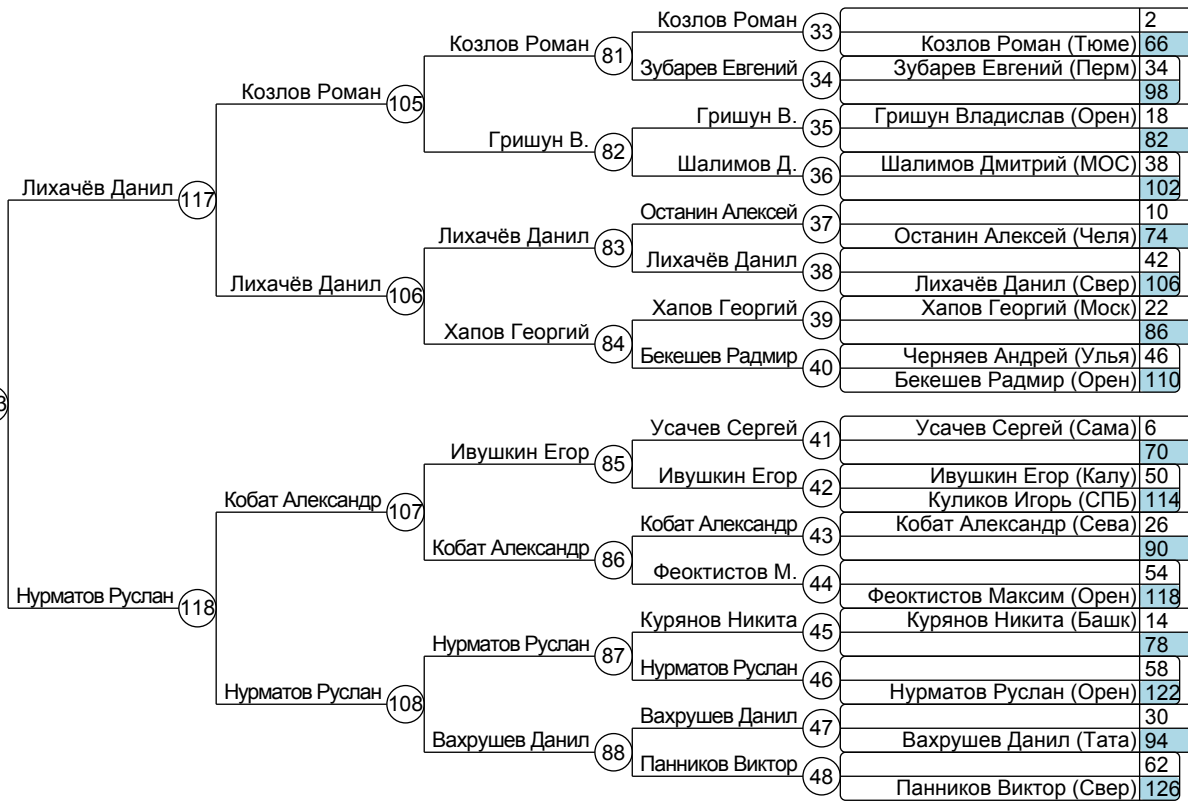 Козлов Роман 33 2
Козлов Роман 81 Козлов Роман (Тюме) 66
Зубарев Евгений 34 Зубарев Евгений (Перм) 34
Козлов Роман 105 98
Гришун В. 35 Гришун Владислав (Орен) 18
Гришун В. 82 82
Шалимов Д. 36 Шалимов Дмитрий (МОС) 38
Лихачёв Данил 117 102
Останин Алексей 37 10
Лихачёв Данил 83 Останин Алексей (Челя) 74
Лихачёв Данил 38 42
Лихачёв Данил 106 Лихачёв Данил (Свер) 106
Хапов Георгий 39 Хапов Георгий (Моск) 22
Хапов Георгий 84 86
Бекешев Радмир 40 Черняев Андрей (Улья) 46
Бекешев Радмир (Орен) 110
Усачев Сергей 41 Усачев Сергей (Сама) 6
Ивушкин Егор 85 70
Ивушкин Егор 42 Ивушкин Егор (Калу) 50
Кобат Александр 107 Куликов Игорь (СПБ) 114
Кобат Александр 43 Кобат Александр (Сева) 26
Кобат Александр 86 90
Феоктистов М. 44 54
Нурматов Руслан 118 Феоктистов Максим (Орен) 118
Курянов Никита 45 Курянов Никита (Башк) 14
Нурматов Руслан 87 78
Нурматов Руслан 46 58
Нурматов Руслан 108 Нурматов Руслан (Орен) 122
Вахрушев Данил 47 30
Вахрушев Данил 88 Вахрушев Данил (Тата) 94
Панников Виктор 48 62
Панников Виктор (Свер) 126